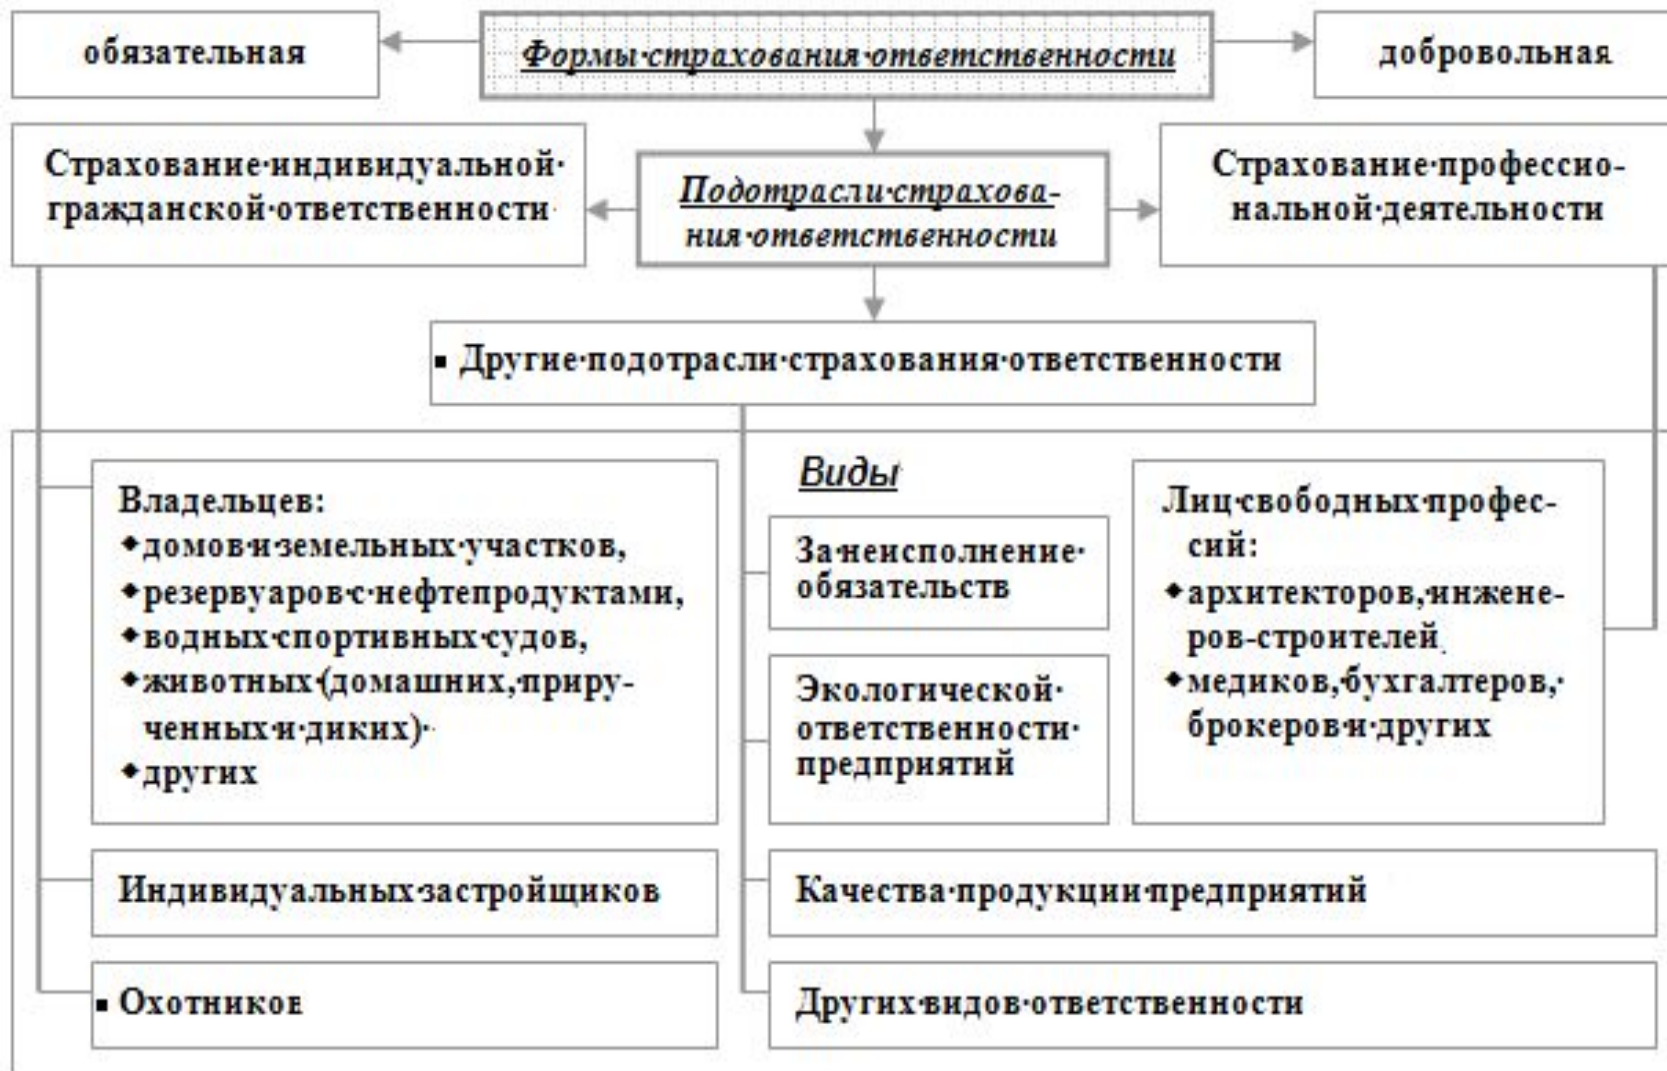 обязательная
Формы страхования ответственности
добровольная
Страхование индивидуальной
гражданской ответственности
Подотрасли страхова-
ния ответственности
Страхование профессио-
нальной деятельности
▪ Другие подотрасли страхования ответственности
Владельцев:
◆домов и земельных участков,
◆резервуаров с нефтепродуктами,
◆водных спортивных судов,
◆животных (домашних, приру-
ченных и диких)
◆других
Индивидуальных застройщиков
▪ Охотников
Виды
За неисполнение
обязательств
Экологической
ответственности
предприятий
Лиц свободных профес-
сий:
◆архитекторов, инжене-
ров-строителей
◆медиков, бухгалтеров,
брокеров и других
Качества продукции предприятий
Других видов ответственности